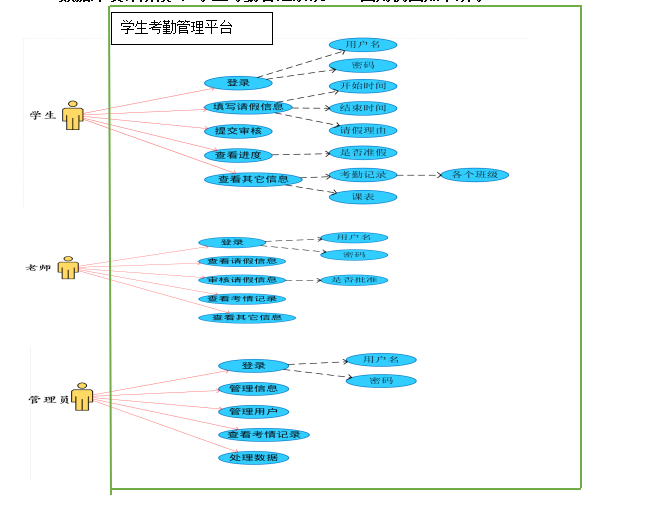 学生考勤管理平台
用户名
密码
登录
开始时间
填写请假信息
结束时间
学生
提交审核
请假理由
查看进度
是否准假
查看其它信息
考勤记录
各个班级
课表
登录
用户名
密码
老师
查看请假信息
审核请假信息
是否批准
查看考情记录
查看其它信息
登录
用户名
密码
管理员
管理信息
管理用户
查看考情记录
处理数据